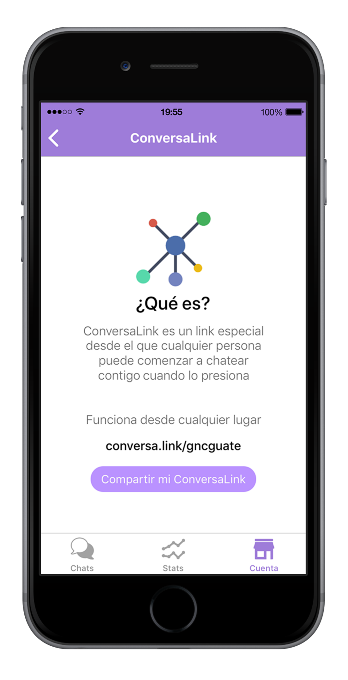 19:55
100%
ConversaLink
¿Qué es?
ConversaLink es un link especial
desde el que cualquier persona
puede comenzar a chatear
contigo cuando lo presiona
Funciona desde cualquier lugar
conversa.link/gncguate
Compartir mi ConversaLink
Chats
Stats
Cuenta